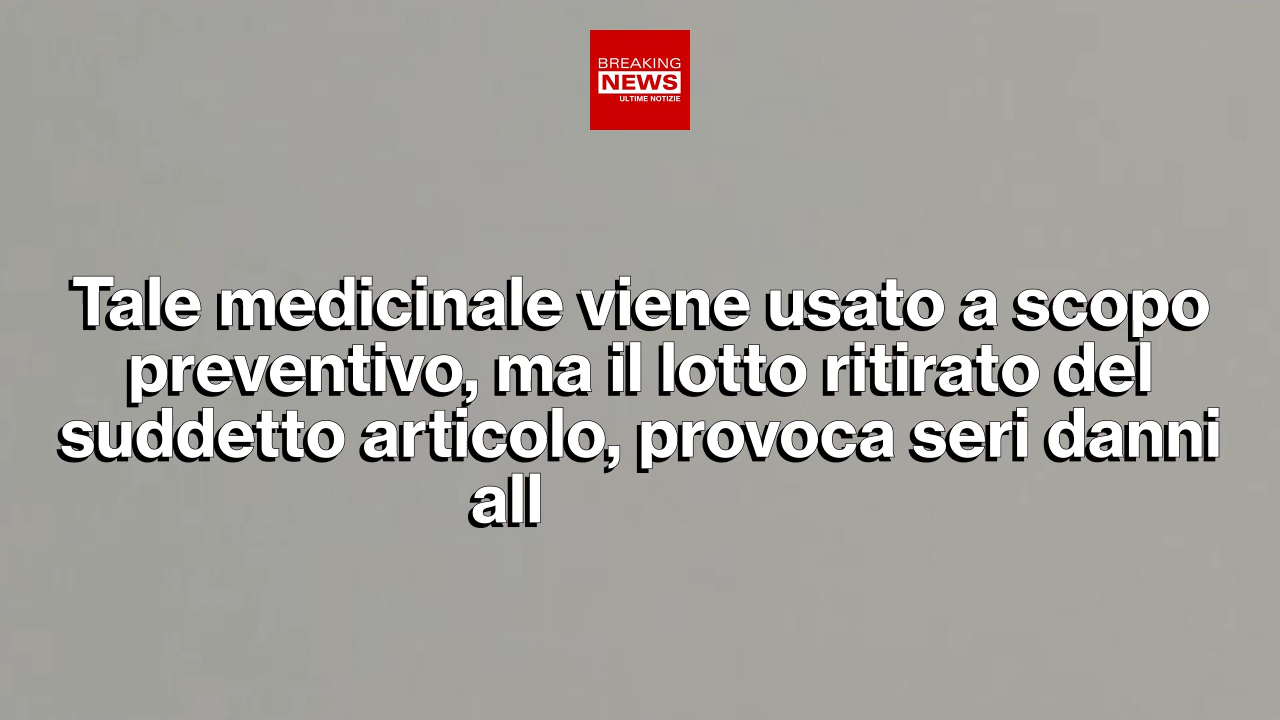 BREAKING
NEWS
ULTIME NOTIZIE
Tale medicinale viene usato a scopo
preventivo, ma il lotto ritirato del
suddetto articolo, provoca seri danni
all